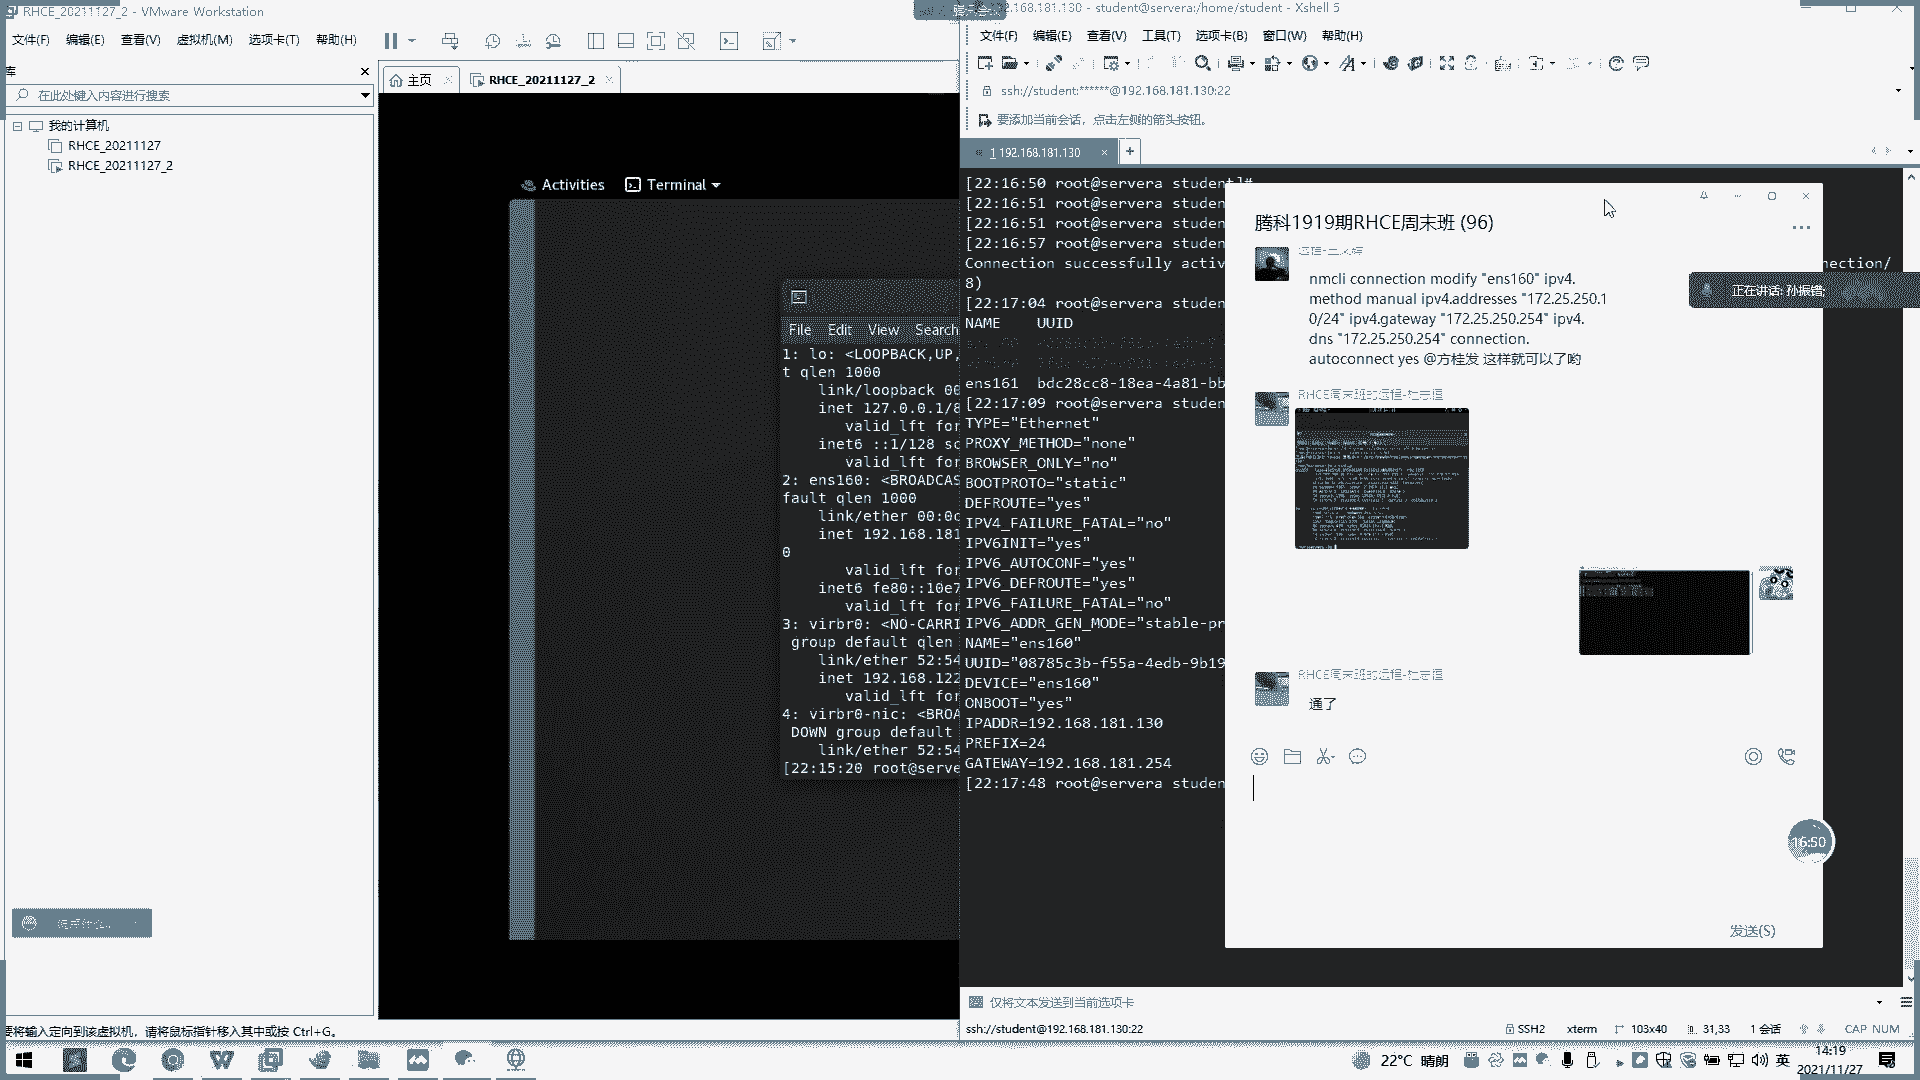 RHCE_20211127_2 - VMware Workstation
文件(F) 编辑(E) 查看(V) 虚拟机(M) 选项卡(T) 帮助(H)
库
在此处键入内容进行搜索
我的计算机
RHCE_20211127
RHCE_20211127_2
主页
RHCE_20211127_2
Activities
Terminal
File Edit View Search
1: lo: <LOOPBACK,UP,
t qlen 1000
link/loopback 00
inet 127.0.0.1/8
valid_lft for
inet6 ::1/128 sc
valid_lft for
2: ens160: <BROADCAS
fault qlen 1000
link/ether 00:0c
inet 192.168.181
0
valid_lft for
inet6 fe80::10e7
valid_lft for
3: virbr0: <NO-CARRI
group default qlen
link/ether 52:54
inet 192.168.122
valid_lft for
4: virbr0-nic: <BROA
DOWN group default
link/ether 52:54
[22:15:20 root@serve
要将输入定向到该虚拟机，请将鼠标指针移入其中或按 Ctrl+G。
192.168.181.130 - student@servera:/home/student - Xshell 5
文件(F) 编辑(E) 查看(V) 工具(T) 选项卡(B) 窗口(W) 帮助(H)
ssh://student:******@192.168.181.130:22
要添加当前会话，点击左侧的箭头按钮。
1 192.168.181.130
[22:16:50 root@servera student]#
[22:16:51 root@servera studen
[22:16:51 root@servera studen
[22:16:57 root@servera studen
Connection successfully activ
nnection/
8)
[22:17:04 root@servera studen
NAME UUID
ens161 bdc28cc8-18ea-4a81-bb
[22:17:09 root@servera studen
TYPE="Ethernet"
PROXY_METHOD="none"
BROWSER_ONLY="no"
BOOTPROTO="static"
DEFROUTE="yes"
IPV4_FAILURE_FATAL="no"
IPV6INIT="yes"
IPV6_AUTOCONF="yes"
IPV6_DEFROUTE="yes"
IPV6_FAILURE_FATAL="no"
IPV6_ADDR_GEN_MODE="stable-pr
NAME="ens160"
UUID="08785c3b-f55a-4edb-9b19
DEVICE="ens160"
ONBOOT="yes"
IPADDR=192.168.181.130
PREFIX=24
GATEWAY=192.168.181.254
[22:17:48 root@servera studen
腾科1919期RHCE周末班 (96)
nmcli connection modify "ens160" ipv4.
method manual ipv4.addresses "172.25.250.1
0/24" ipv4.gateway "172.25.250.254" ipv4.
dns "172.25.250.254" connection.
autoconnect yes @方桂发 这样就可以了哟
正在讲话: 孙振锴;
通了
16:50
发送(S)
仅将文本发送到当前选项卡
ssh://student@192.168.181.130:22
SSH2 xterm 103x40 31,33 1 会话 CAP NUM
22°C 晴朗
英
14:19
2021/11/27